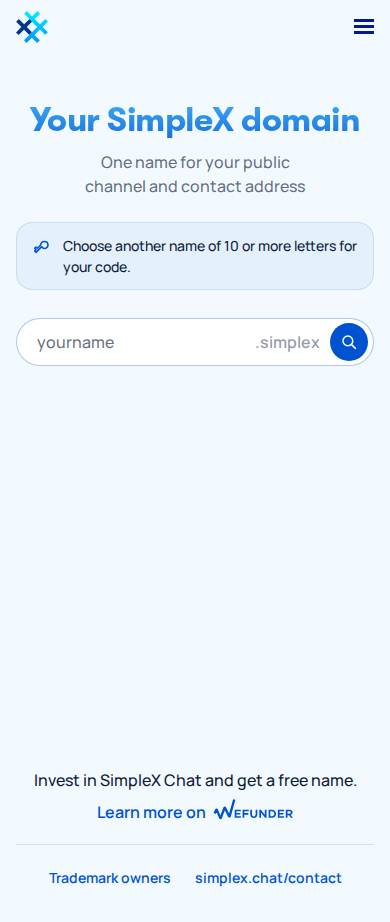 Your SimpleX domain
One name for your public
channel and contact address
Choose another name of 10 or more letters for
your code.
yourname .simplex
Invest in SimpleX Chat and get a free name.
Learn more on WEFUNDER
Trademark owners simplex.chat/contact